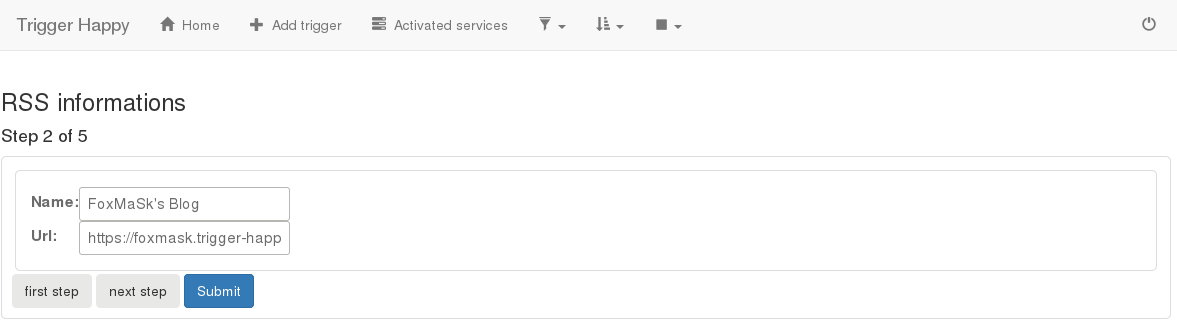 Trigger Happy Home Add trigger Activated services
RSS informations
Step 2 of 5
Name: FoxMaSk's Blog
Url: https://foxmask.trigger-happ
first step next step Submit